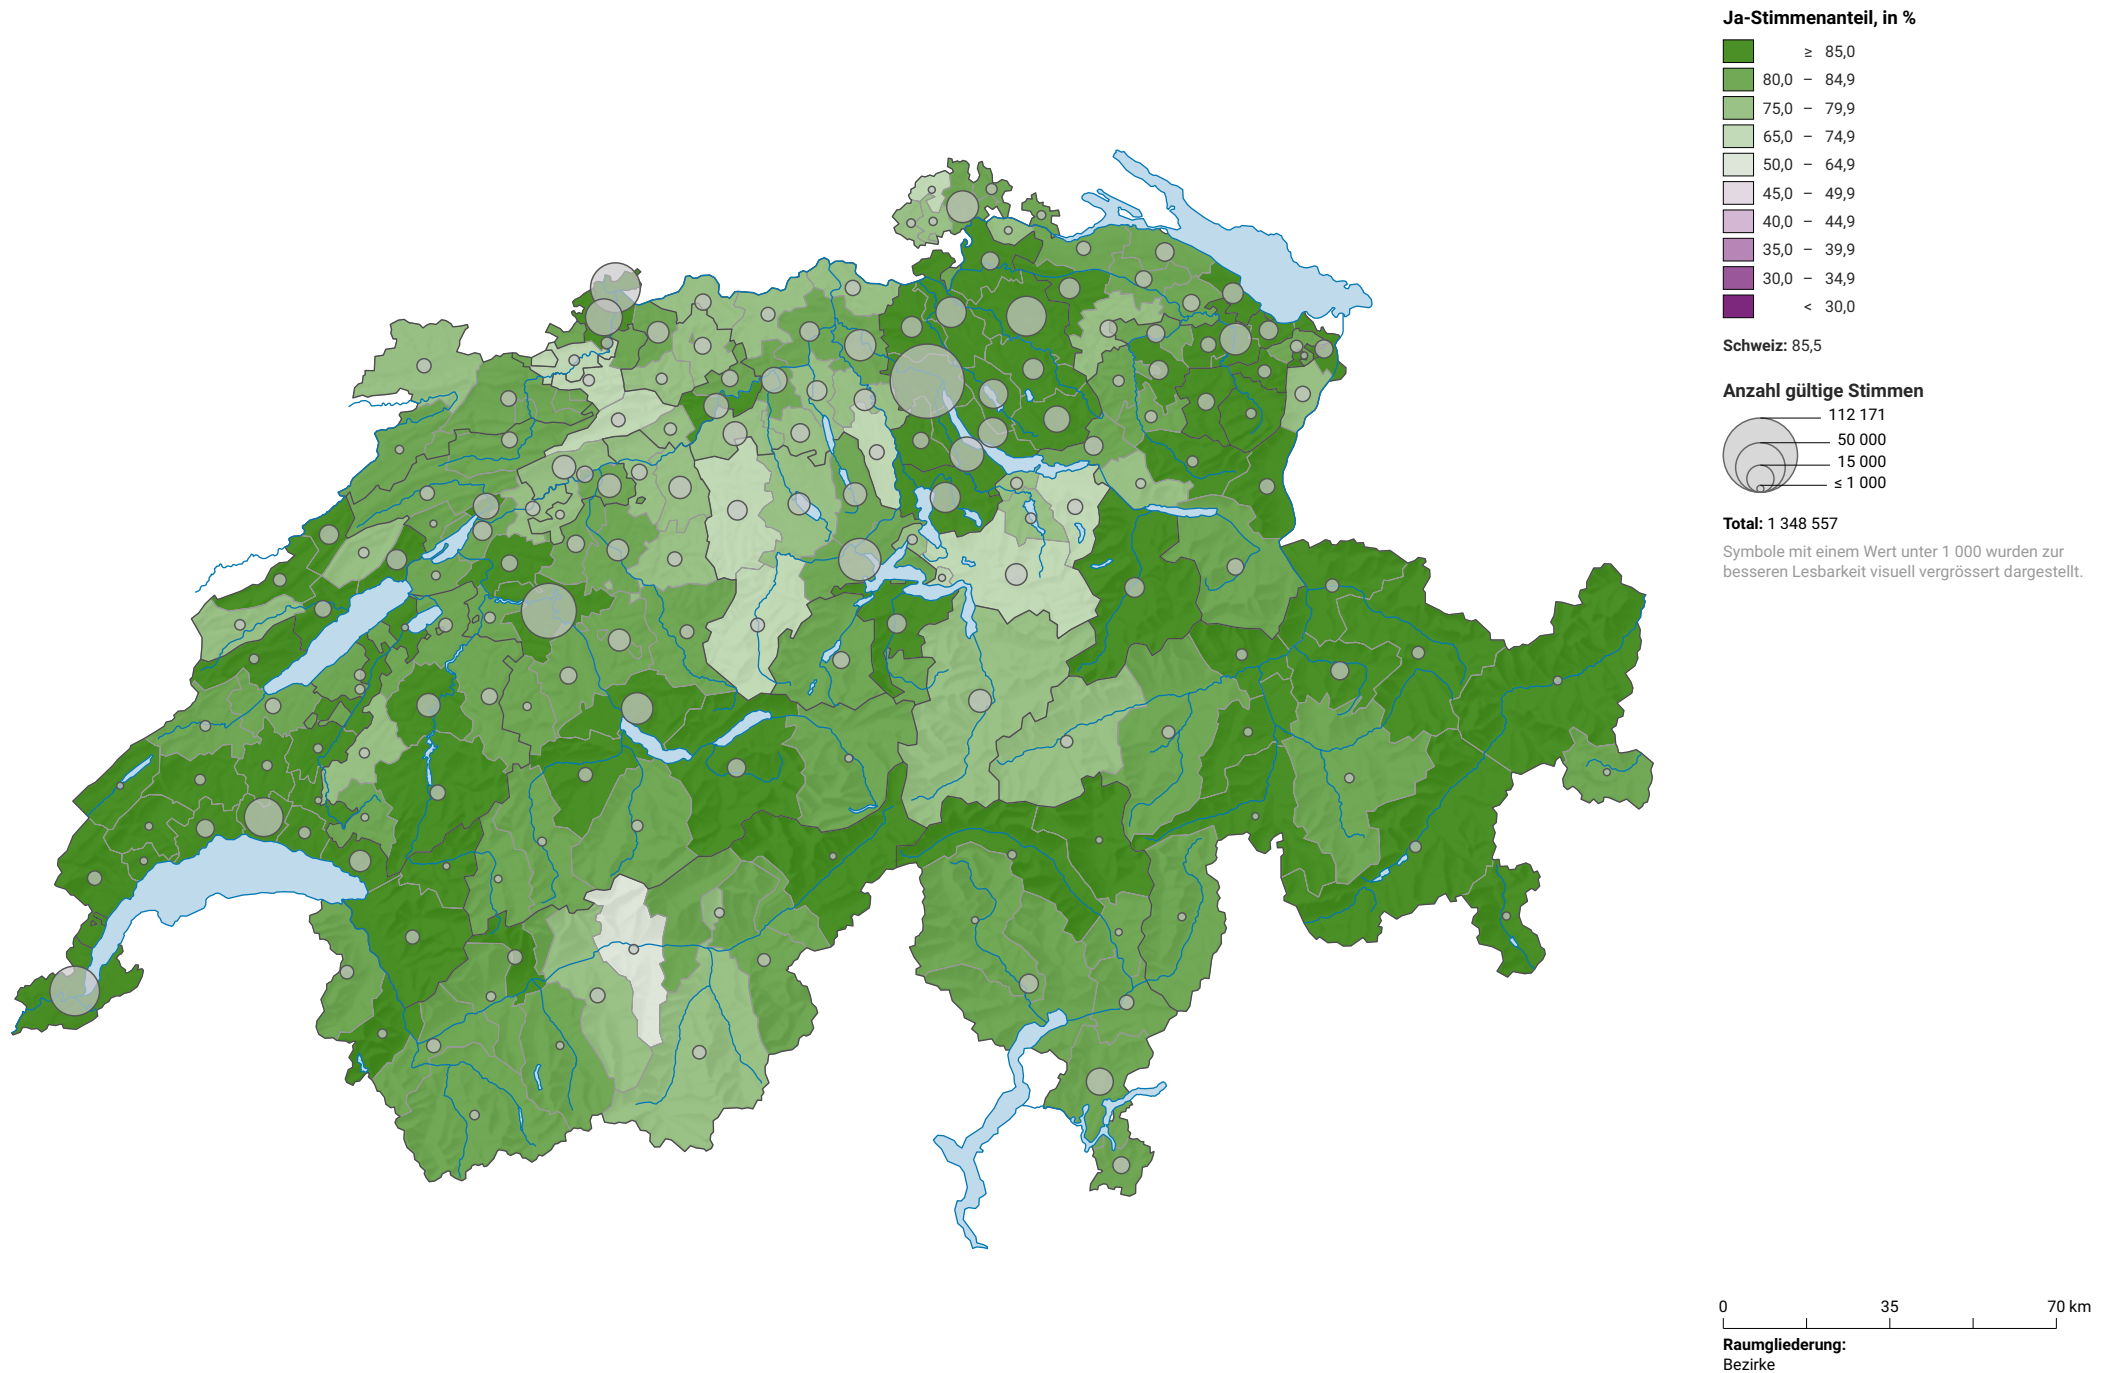 Ja-Stimmenanteil, in %
≥ 85,0
80,0 – 84,9
75,0 – 79,9
65,0 – 74,9
50,0 – 64,9
45,0 – 49,9
40,0 – 44,9
35,0 – 39,9
30,0 – 34,9
< 30,0
Schweiz: 85,5
Anzahl gültige Stimmen
112 171
50 000
15 000
≤ 1 000
Total: 1 348 557
Symbole mit einem Wert unter 1 000 wurden zur
besseren Lesbarkeit visuell vergrössert dargestellt.
0 35 70 km
Raumgliederung:
Bezirke